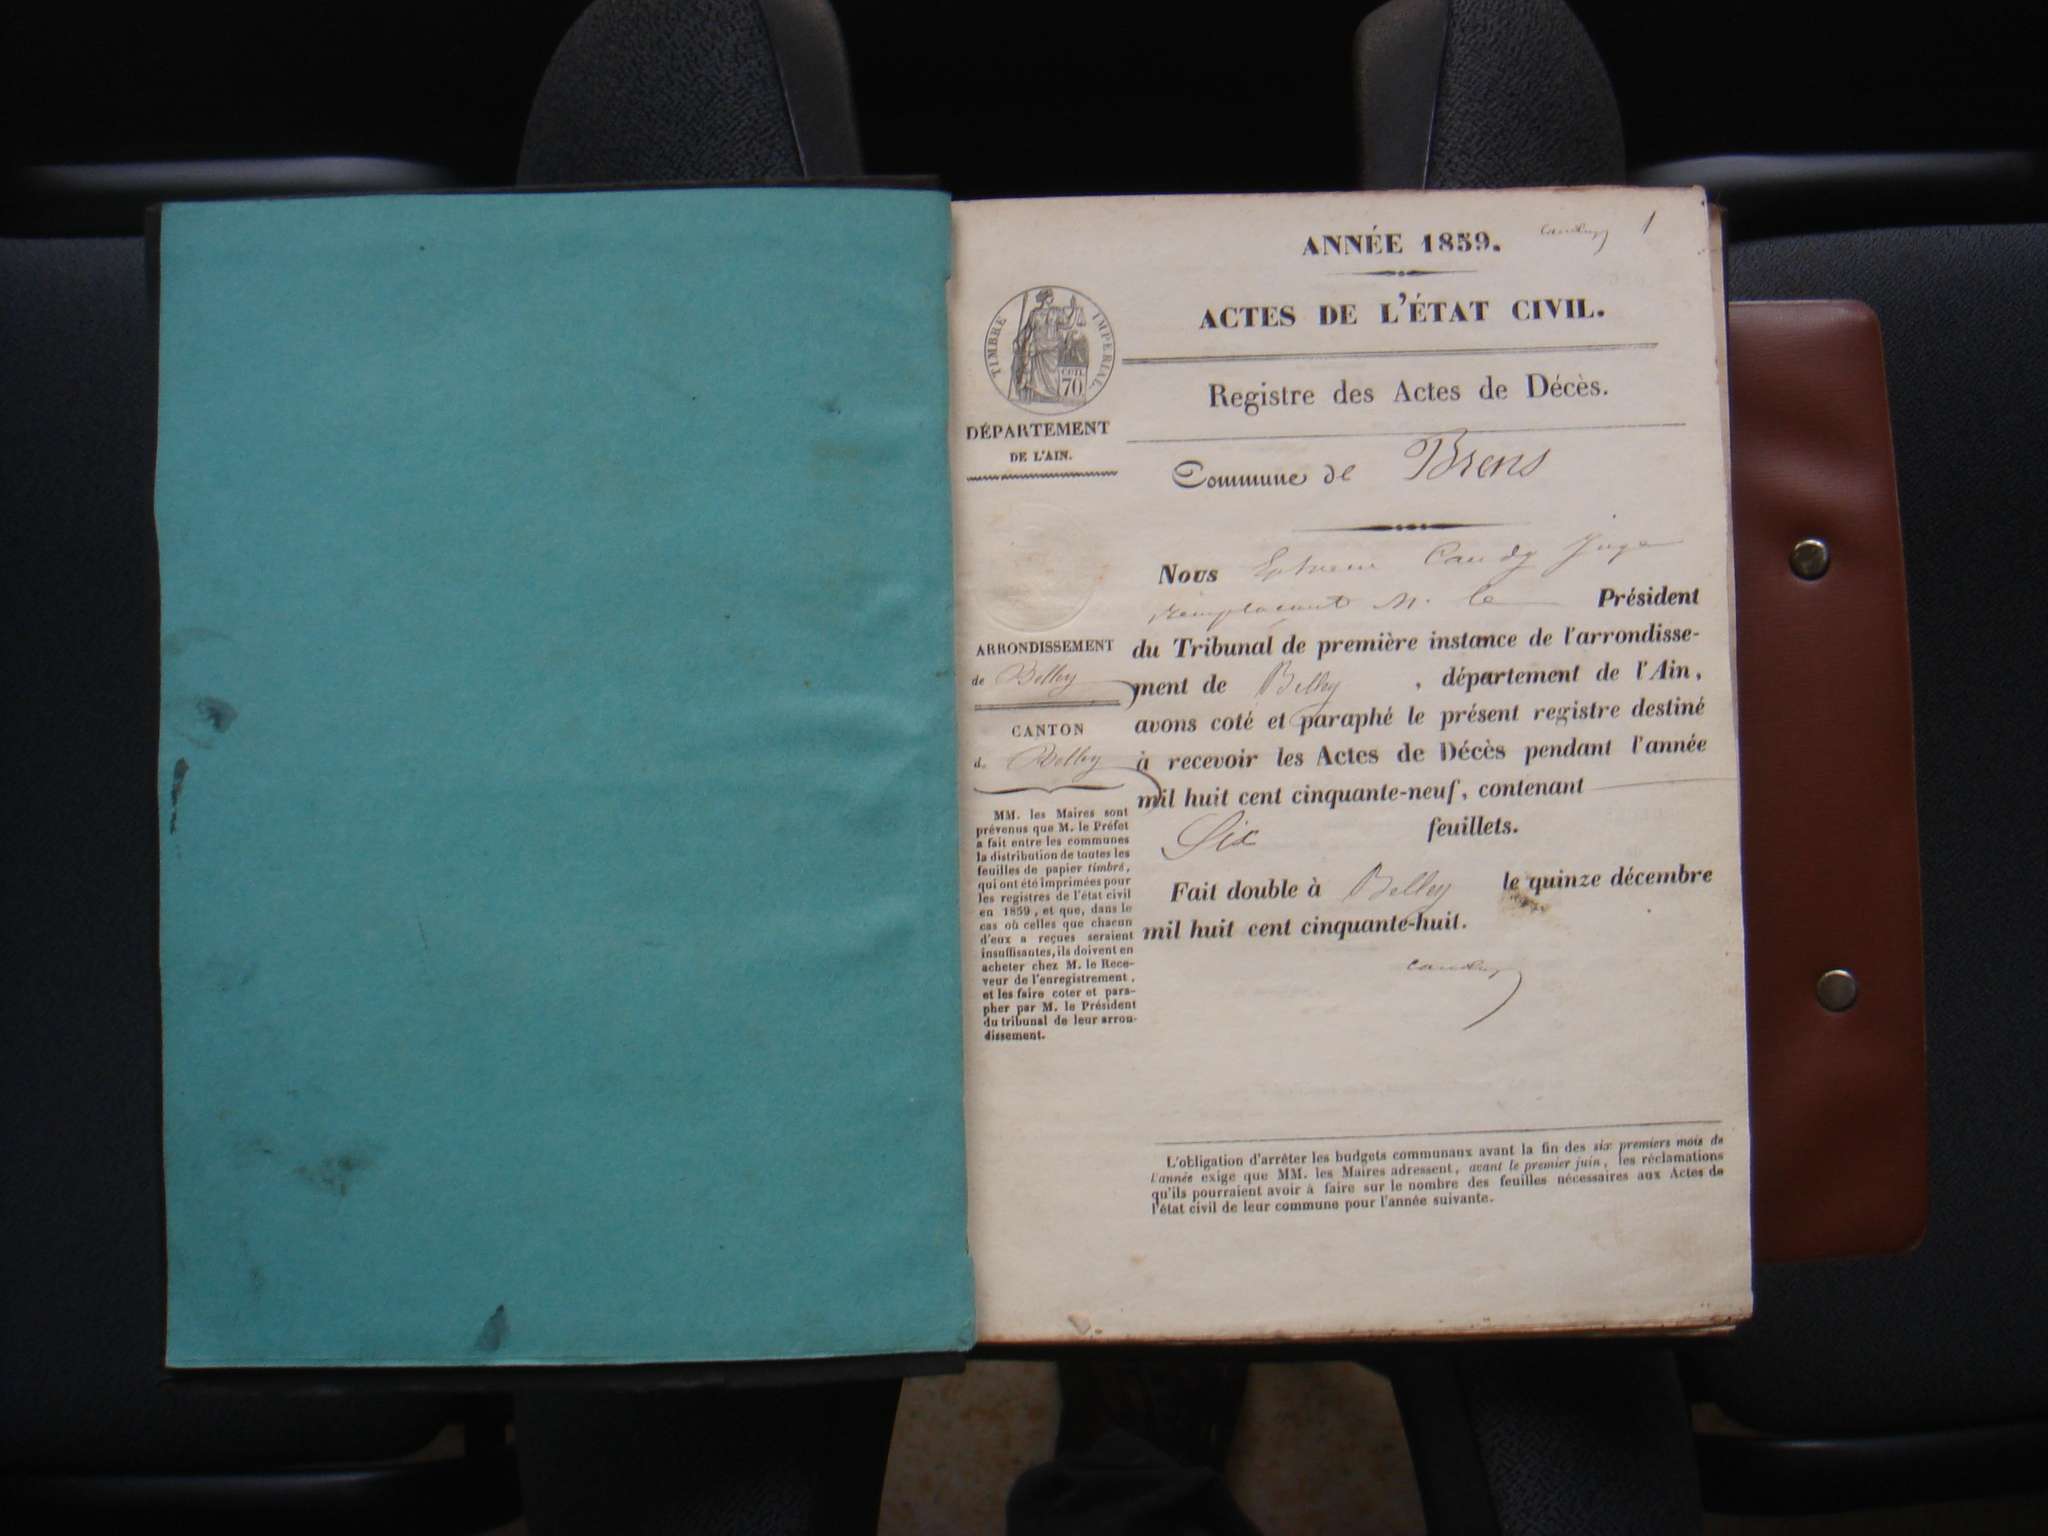 Candy 1
ANNÉE 1859.
ACTES DE L'ÉTAT CIVIL.
TIMBRE IMPERIAL
CEN. 70
Registre des Actes de Décès.
DÉPARTEMENT
DE L'AIN.
Commune de Brens
Nous Candy Juge
remplacant M. le Président
du Tribunal de première instance de l'arrondisse-
ment de Belley , département de l'Ain,
avons coté et paraphé le présent registre destiné
à recevoir les Actes de Décès pendant l'année
mil huit cent cinquante-neuf, contenant
Six feuillets.
Fait double à Belley le quinze décembre
mil huit cent cinquante-huit.
Candy
ARRONDISSEMENT
de Belley
CANTON
de Belley
MM. les Maires sont
prévenus que M. le Préfet
a fait entre les communes
la distribution de toutes les
feuilles de papier timbré,
qui ont été imprimées pour
les registres de l'état civil
en 1859, et que, dans le
cas où celles que chacun
d'eux a reçues seraient
insuffisantes, ils doivent en
acheter chez M. le Rece-
veur de l'enregistrement,
et les faire coter et para-
pher par M. le Président
du tribunal de leur arron-
dissement.
L'obligation d'arrêter les budgets communaux avant la fin des six premiers mois de
l'année exige que MM. les Maires adressent, avant le premier juin, les réclamations
qu'ils pourraient avoir à faire sur le nombre des feuilles nécessaires aux Actes de
l'état civil de leur commune pour l'année suivante.